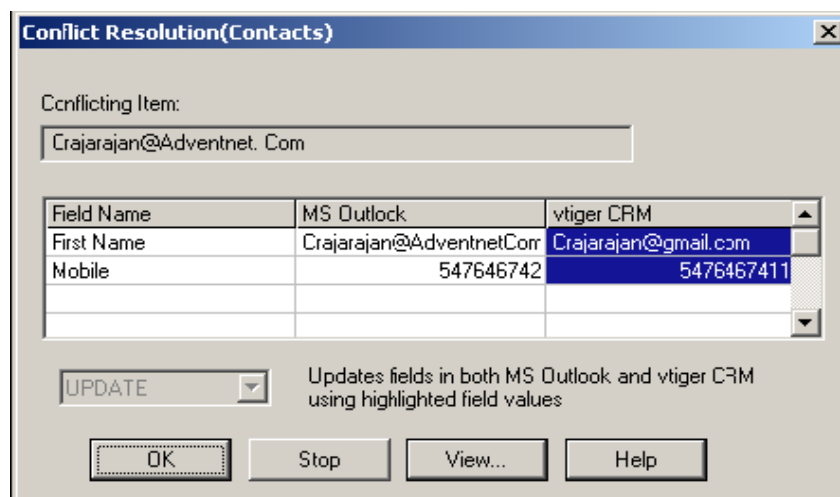 Conflict Resolution(Contacts)
Conflicting Item:
Crajarajan@Adventnet. Com
Field Name MS Outlook vtiger CRM
First Name Crajarajan@AdventnetCom Crajarajan@gmail.com
Mobile 547646742 5476467411
UPDATE
Updates fields in both MS Outlook and vtiger CRM
using highlighted field values
OK Stop View... Help